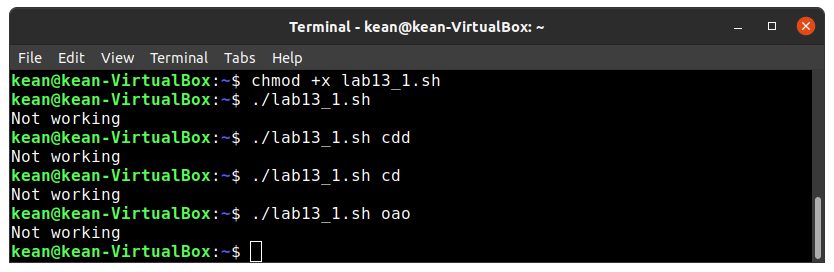 Terminal - kean@kean-VirtualBox: ~
File Edit View Terminal Tabs Help
kean@kean-VirtualBox:~$ chmod +x lab13_1.sh
kean@kean-VirtualBox:~$ ./lab13_1.sh
Not working
kean@kean-VirtualBox:~$ ./lab13_1.sh cdd
Not working
kean@kean-VirtualBox:~$ ./lab13_1.sh cd
Not working
kean@kean-VirtualBox:~$ ./lab13_1.sh oao
Not working
kean@kean-VirtualBox:~$